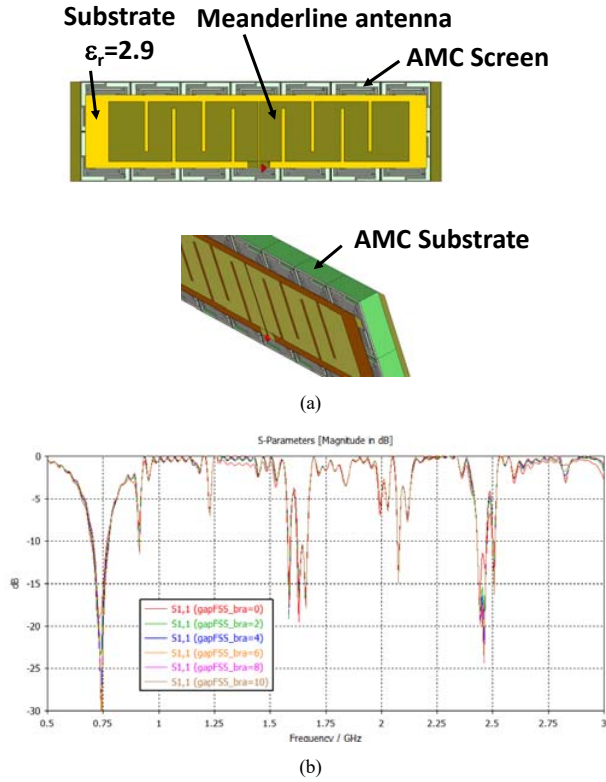 Substrate
εr=2.9
Meanderline antenna
AMC Screen
AMC Substrate
(a)
S-Parameters [Magnitude in dB]
0
-5
-10
-15
-20
-25
-30
dB
S1,1 (gapFSS_bra=0)
S1,1 (gapFSS_bra=2)
S1,1 (gapFSS_bra=4)
S1,1 (gapFSS_bra=6)
S1,1 (gapFSS_bra=8)
S1,1 (gapFSS_bra=10)
0.5 0.75 1 1.25 1.5 1.75 2 2.25 2.5 2.75 3
Frequency / GHz
(b)